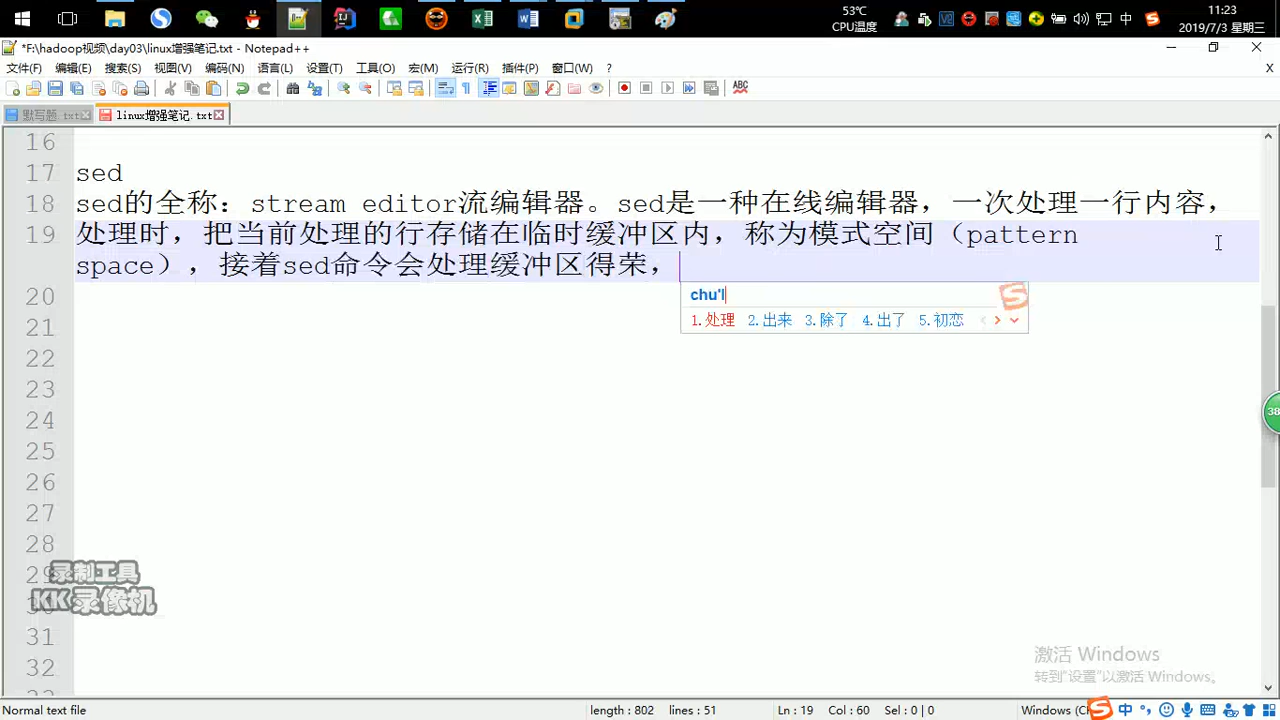 53℃
CPU温度
中
11:23
2019/7/3 星期三
*F:\hadoop视频\day03\linux增强笔记.txt - Notepad++
文件(F) 编辑(E) 搜索(S) 视图(V) 编码(N) 语言(L) 设置(T) 工具(O) 宏(M) 运行(R) 插件(P) 窗口(W) ? X
默写题.txt linux增强笔记.txt
16
17 sed
18 sed的全称：stream editor流编辑器。sed是一种在线编辑器，一次处理一行内容，
19 处理时，把当前处理的行存储在临时缓冲区内，称为模式空间（pattern
space），接着sed命令会处理缓冲区得荣，
chu'l
1.处理 2.出来 3.除了 4.出了 5.初恋
20
21
22
23
24
25
26
27
28
29
30
31
32
38
录制工具
KK录像机
激活 Windows
转到"设置"以激活 Windows。
Normal text file length : 802 lines : 51 Ln : 19 Col : 60 Sel : 0 | 0 Windows (C 中